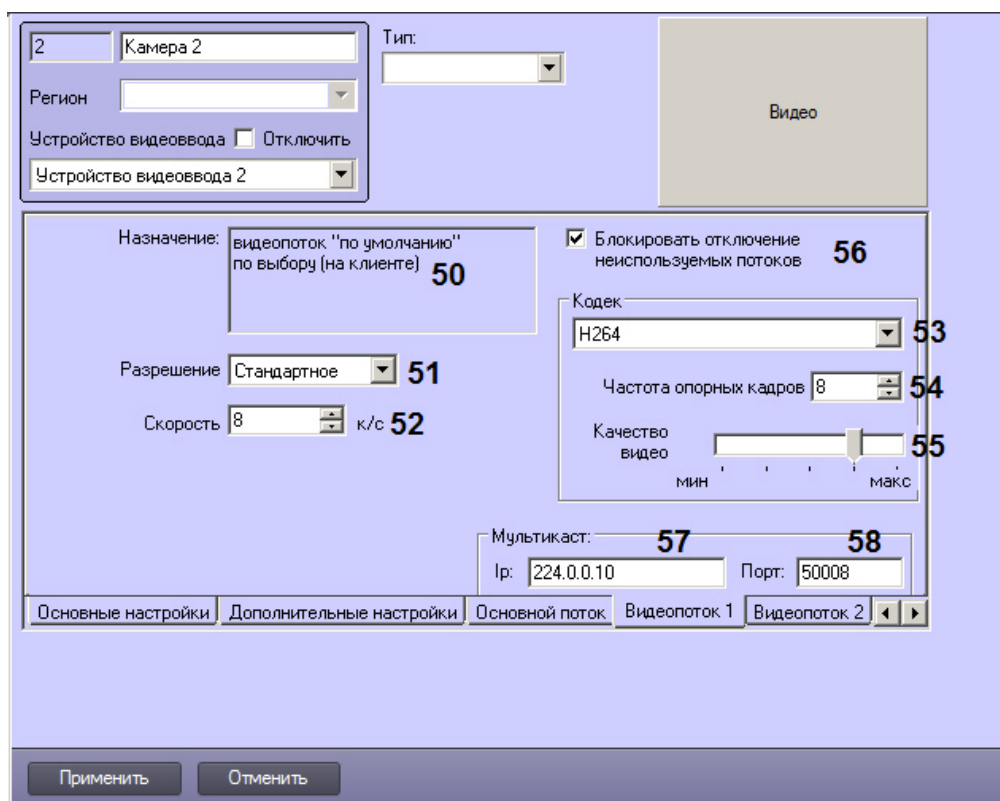 2 Камера 2
Тип:
Регион
Устройство видеоввода Отключить
Устройство видеоввода 2
Видео
Назначение: видеопоток "по умолчанию"
по выбору (на клиенте) 50
Блокировать отключение
неиспользуемых потоков 56
Кодек
H264 53
Разрешение Стандартное 51
Частота опорных кадров 8 54
Скорость 8 к/с 52
Качество
видео 55
мин макс
Мультикаст: 57 58
Ip: 224.0.0.10 Порт: 50008
Основные настройки Дополнительные настройки Основной поток Видеопоток 1 Видеопоток 2
Применить Отменить